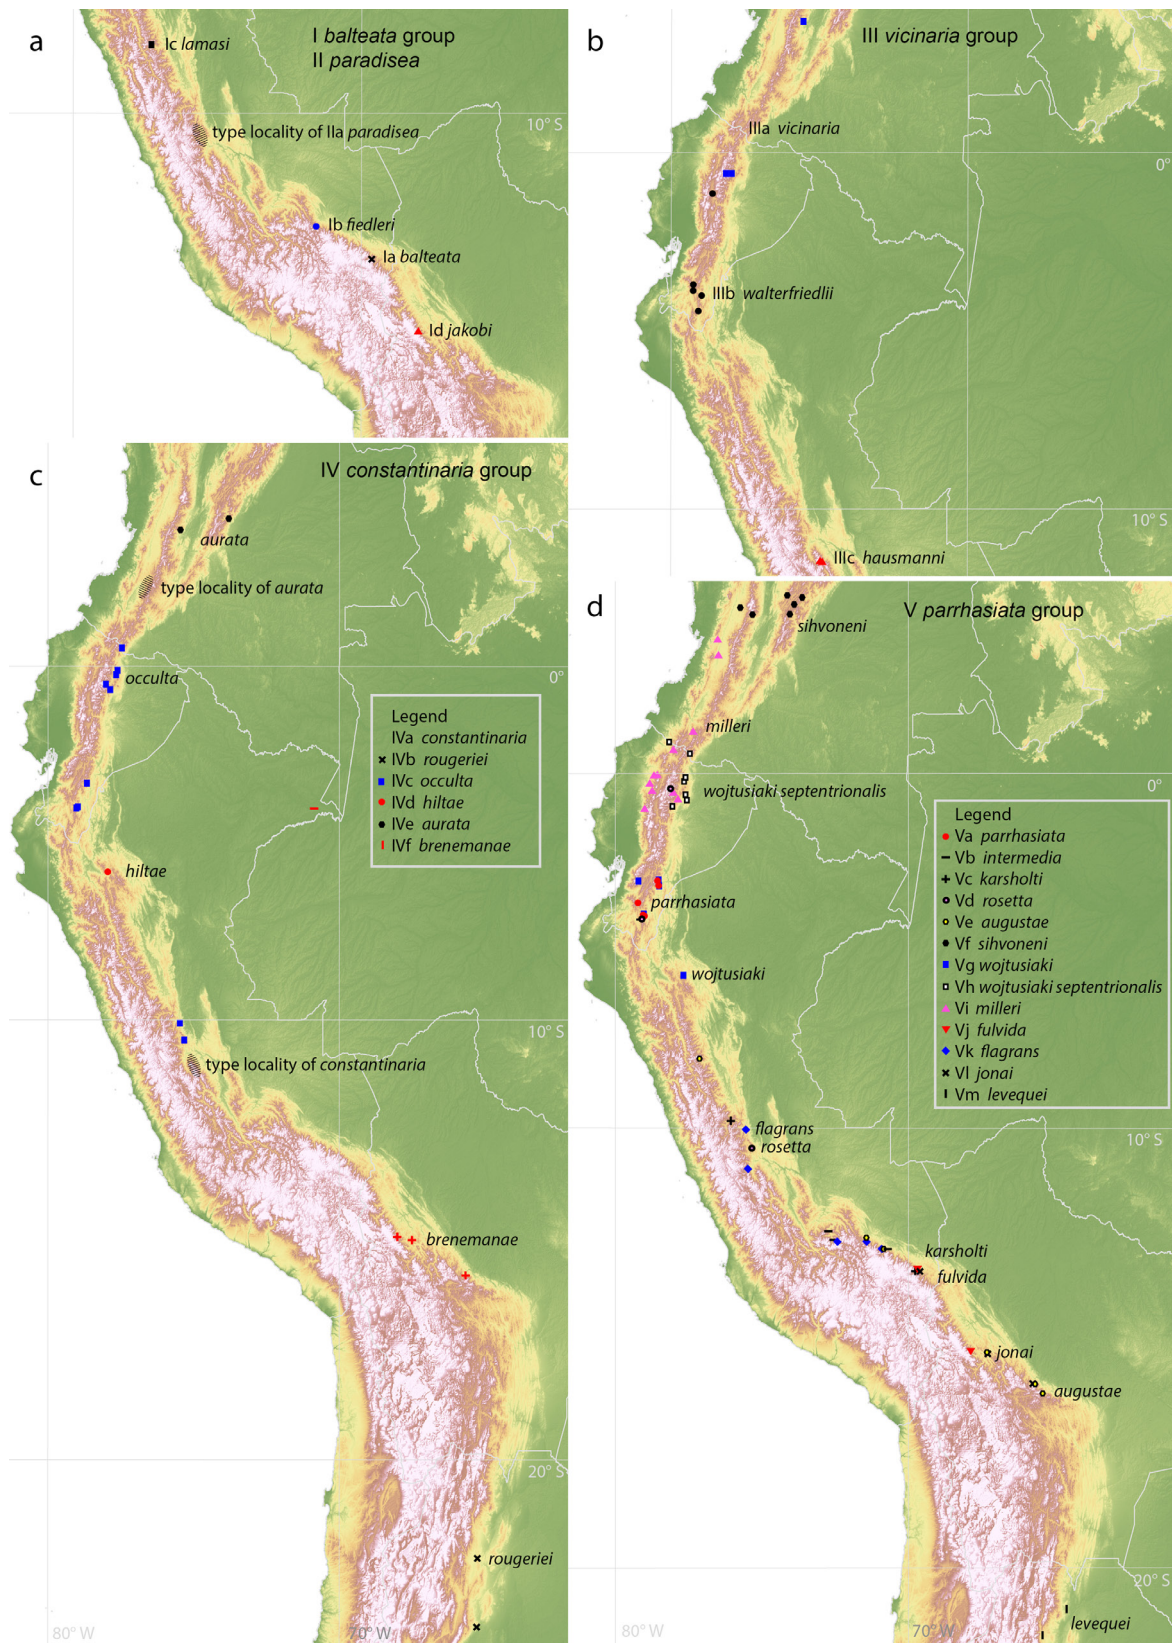 a
I balteata group
II paradisea
Ic lamasi
type locality of IIa paradisea
10° S
Ib fiedleri
Ia balteata
Id jakobi
b
III vicinaria group
IIIa vicinaria
0°
IIIb walterfriedlii
10° S
IIIc hausmanni
c
IV constantinaria group
aurata
type locality of aurata
occulta
0°
Legend
IVa constantinaria
IVb rougeriei
IVc occulta
IVd hiltae
IVe aurata
IVf brenemanae
hiltae
10° S
type locality of constantinaria
brenemanae
20° S
rougeriei
80° W
70° W
d
V parrhasiata group
sihvoneni
milleri
0°
wojtusiaki septentrionalis
Legend
Va parrhasiata
Vb intermedia
Vc karsholti
Vd rosetta
Ve augustae
Vf sihvoneni
Vg wojtusiaki
Vh wojtusiaki septentrionalis
Vi milleri
Vj fulvida
Vk flagrans
Vl jonai
Vm levequei
parrhasiata
wojtusiaki
flagrans
10° S
rosetta
karsholti
fulvida
jonai
augustae
20° S
levequei
80° W
70° W